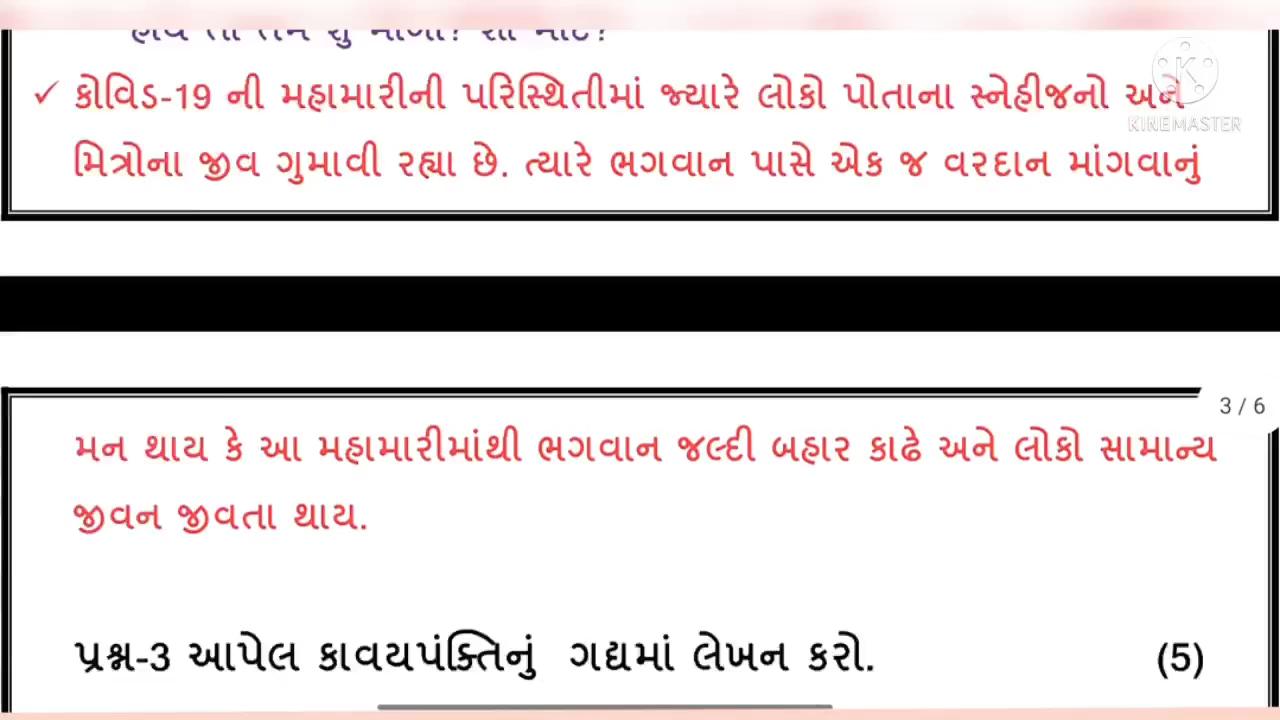 કોવિડ-19 ની મહામારીની પરિસ્થિતીમાં જ્યારે લોકો પોતાના સ્નેહીજનો અને
KINEMASTER
મિત્રોના જીવ ગુમાવી રહ્યા છે. ત્યારે ભગવાન પાસે એક જ વરદાન માંગવાનું
3 / 6
મન થાય કે આ મહામારીમાંથી ભગવાન જલ્દી બહાર કાઢે અને લોકો સામાન્ય
જીવન જીવતા થાય.
પ્રશ્ન-3 આપેલ કાવયપંક્તિનું ગદ્યમાં લેખન કરો. (5)